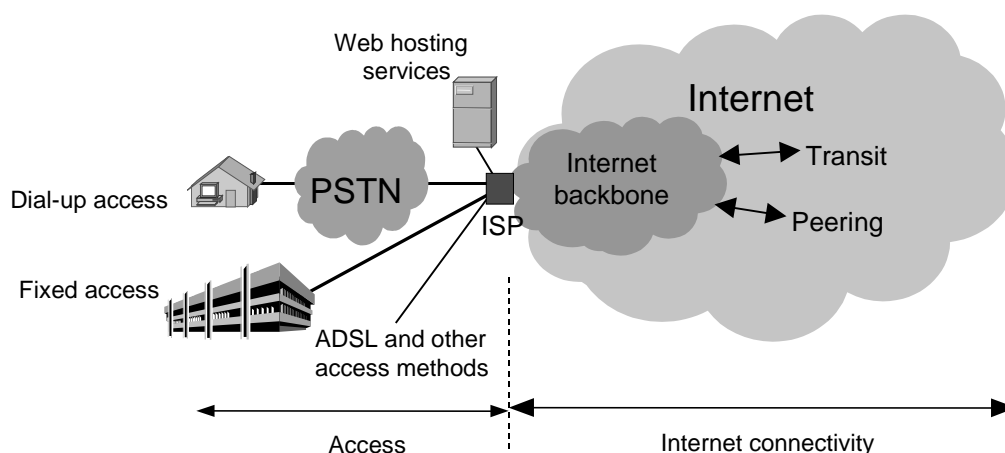 Web hosting
services
Internet
Internet
backbone
Transit
Peering
Dial-up access
PSTN
ISP
Fixed access
ADSL and other
access methods
Access
Internet connectivity